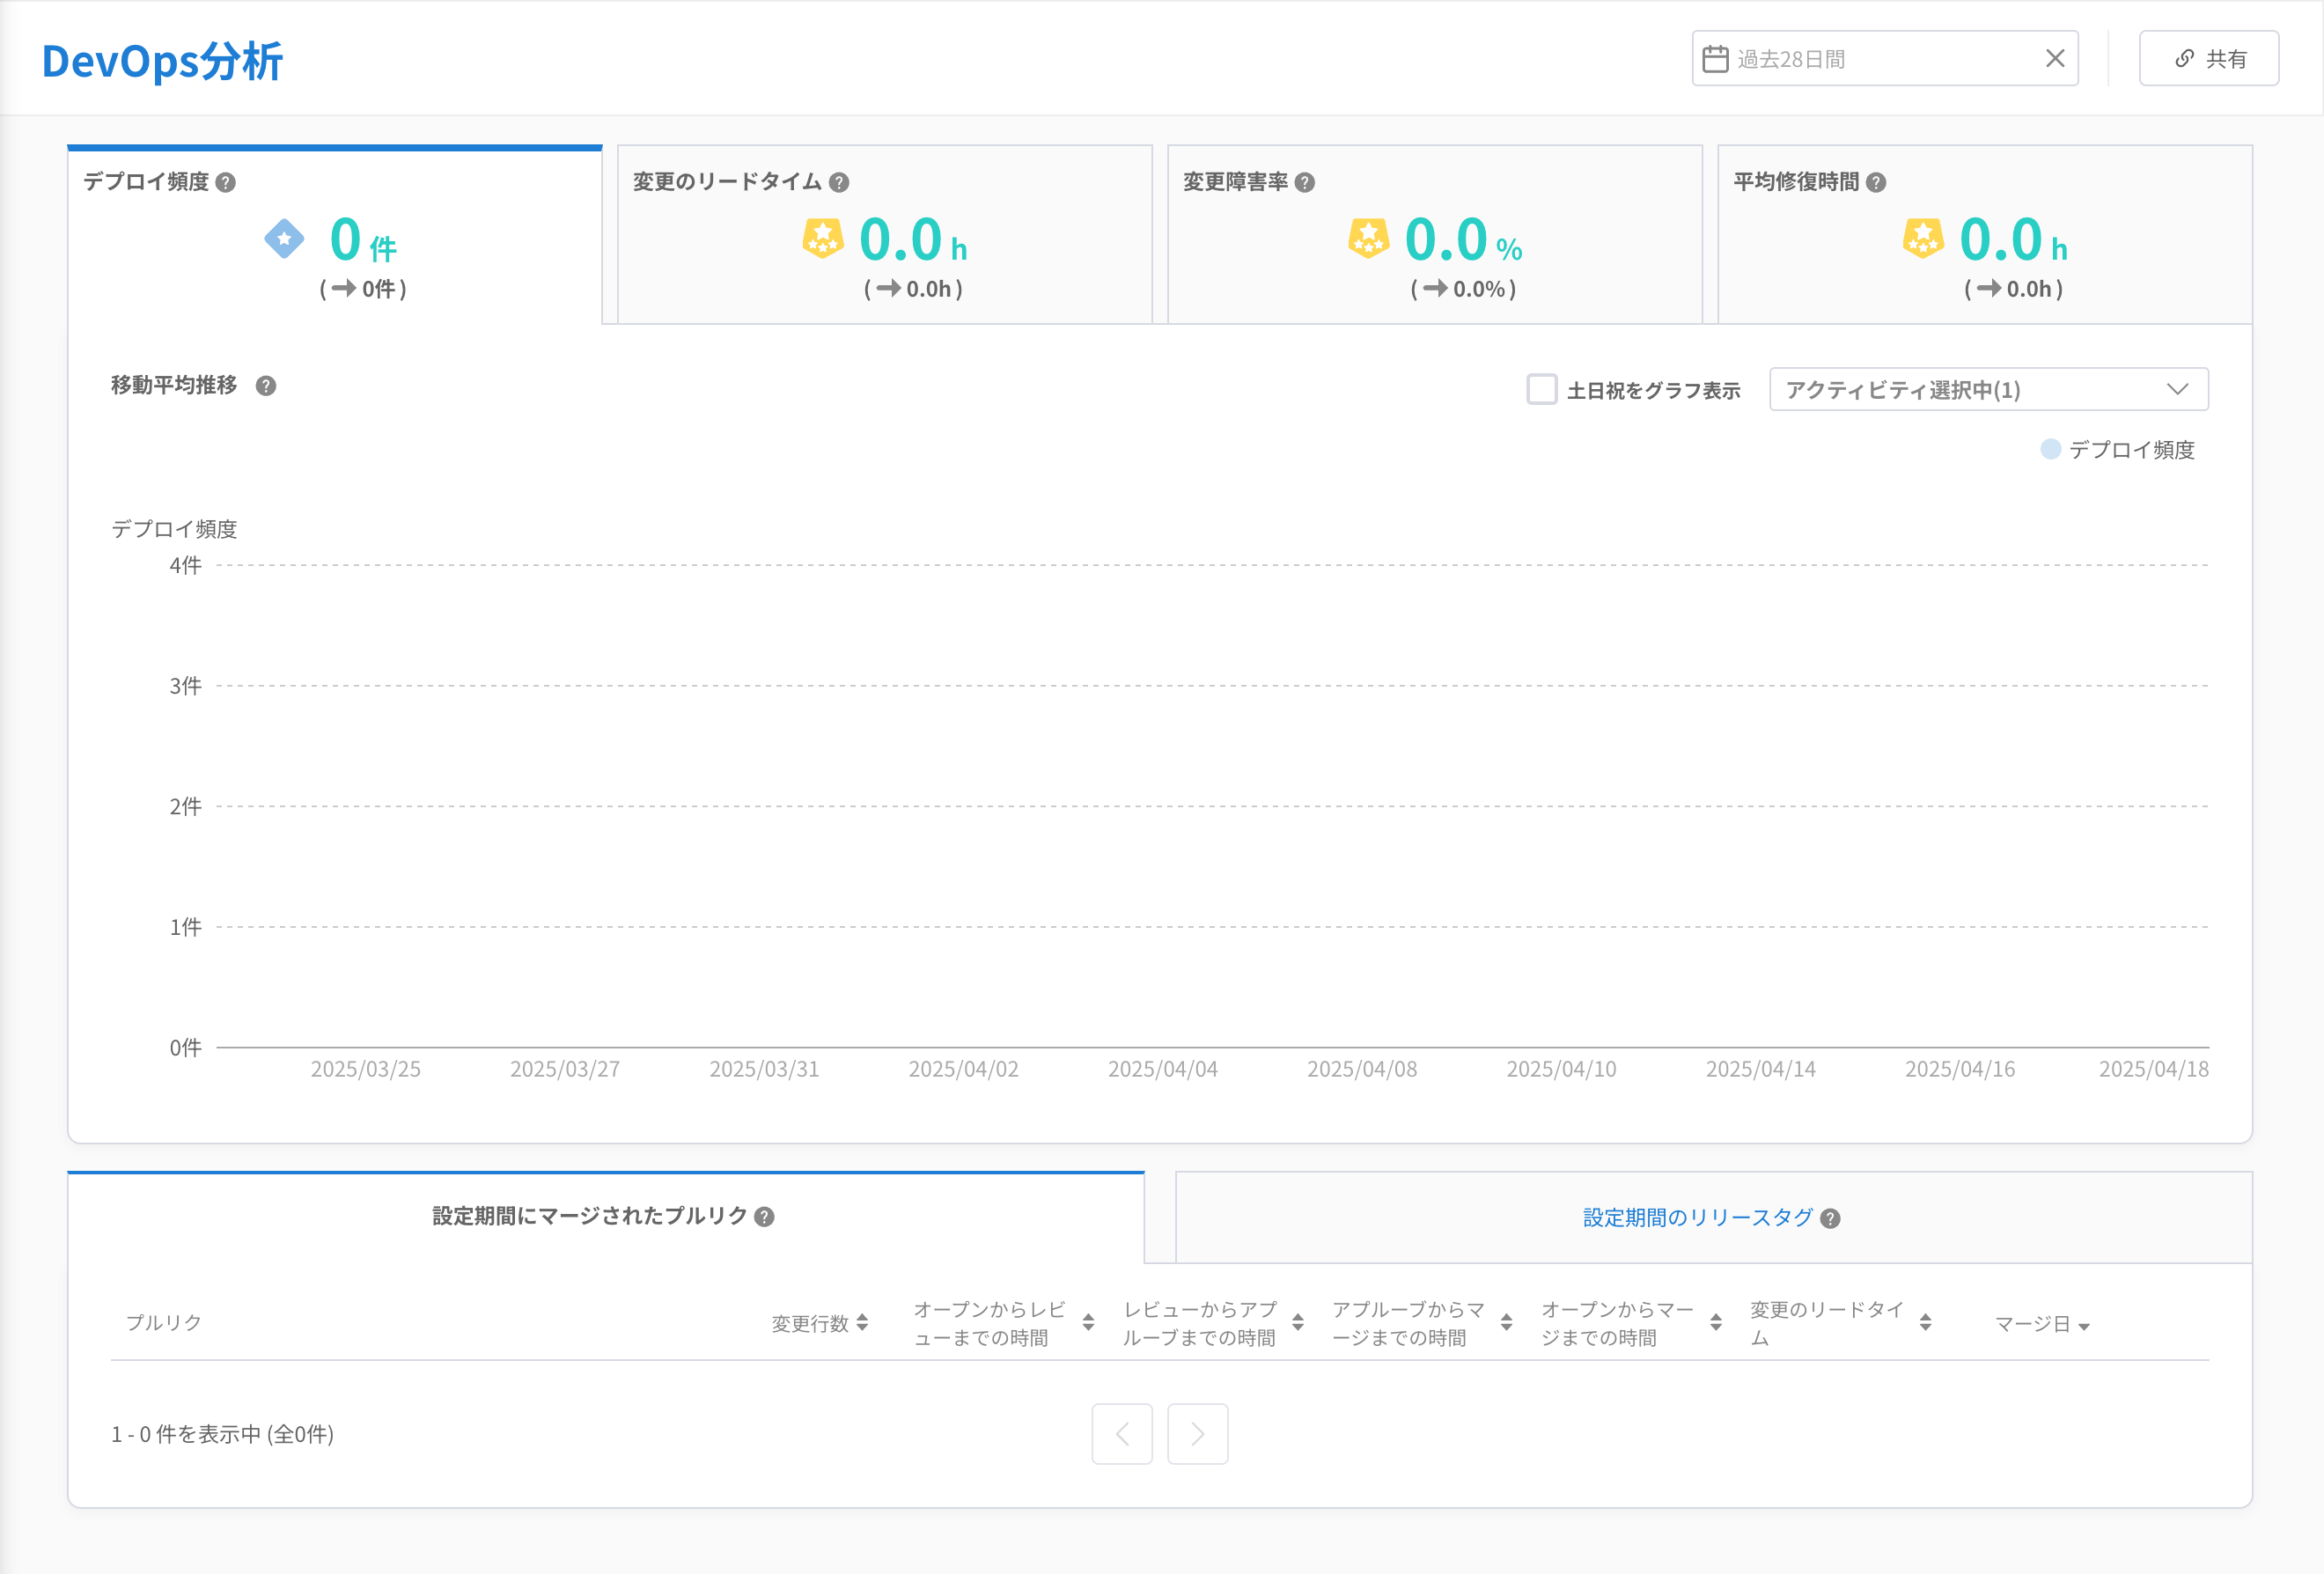 DevOps分析
過去28日間
共有
デプロイ頻度
0 件
( → 0件 )
変更のリードタイム
0.0 h
( → 0.0h )
変更障害率
0.0 %
( → 0.0% )
平均修復時間
0.0 h
( → 0.0h )
移動平均推移
土日祝をグラフ表示
アクティビティ選択中(1)
デプロイ頻度
デプロイ頻度
4件
3件
2件
1件
0件
2025/03/25 2025/03/27 2025/03/31 2025/04/02 2025/04/04 2025/04/08 2025/04/10 2025/04/14 2025/04/16 2025/04/18
設定期間にマージされたプルリク
設定期間のリリースタグ
プルリク
変更行数
オープンからレビ
ューまでの時間
レビューからアプ
ルーブまでの時間
アプルーブからマ
ージまでの時間
オープンからマー
ジまでの時間
変更のリードタイ
ム
マージ日
1 - 0 件を表示中 (全0件)